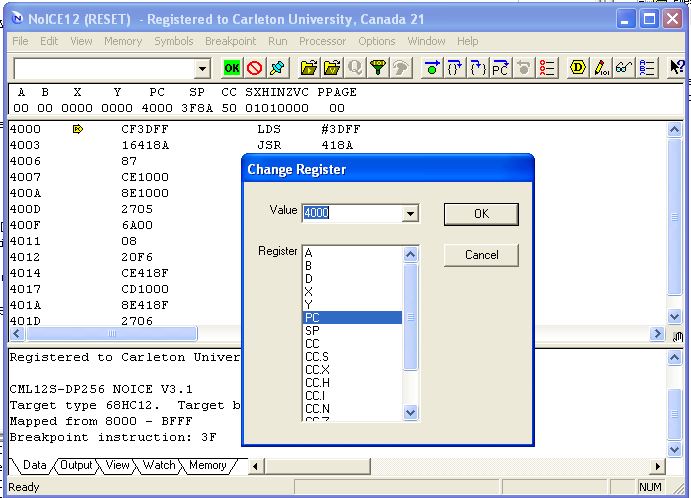 NoICE12 (RESET) - Registered to Carleton University, Canada 21
File Edit View Memory Symbols Breakpoint Run Processor Options Window Help
OK PC D
A B X Y PC SP CC SXHINZVC PPAGE
00 00 0000 0000 4000 3F8A 50 01010000 00
4000 CF3DFF LDS #3DFF
4003 16418A JSR 418A
4006 87
4007 CE1000
400A 8E1000
400D 2705
400F 6A00
4011 08
4012 20F6
4014 CE418F
4017 CD1000
401A 8E418F
401D 2706
Change Register
Value 4000
OK
Register
Cancel
A
B
D
X
Y
PC
SP
CC
CC.S
CC.X
CC.H
CC.I
CC.N
CC.Z
Registered to Carleton Univer
CML12S-DP256 NOICE V3.1
Target type 68HC12. Target b
Mapped from 8000 - BFFF
Breakpoint instruction: 3F
Data Output View Watch Memory
Ready NUM